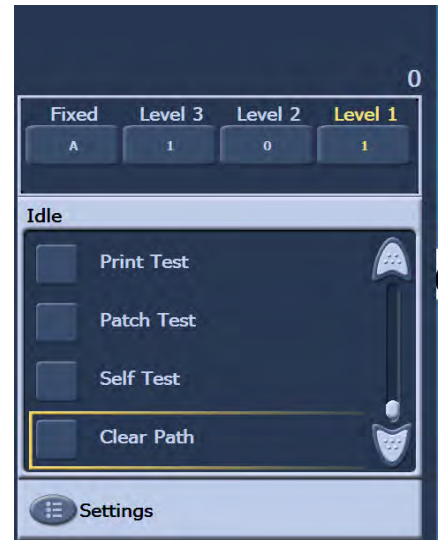 0
Fixed Level 3 Level 2 Level 1
A 1 0 1
Idle
Print Test
Patch Test
Self Test
Clear Path
Settings